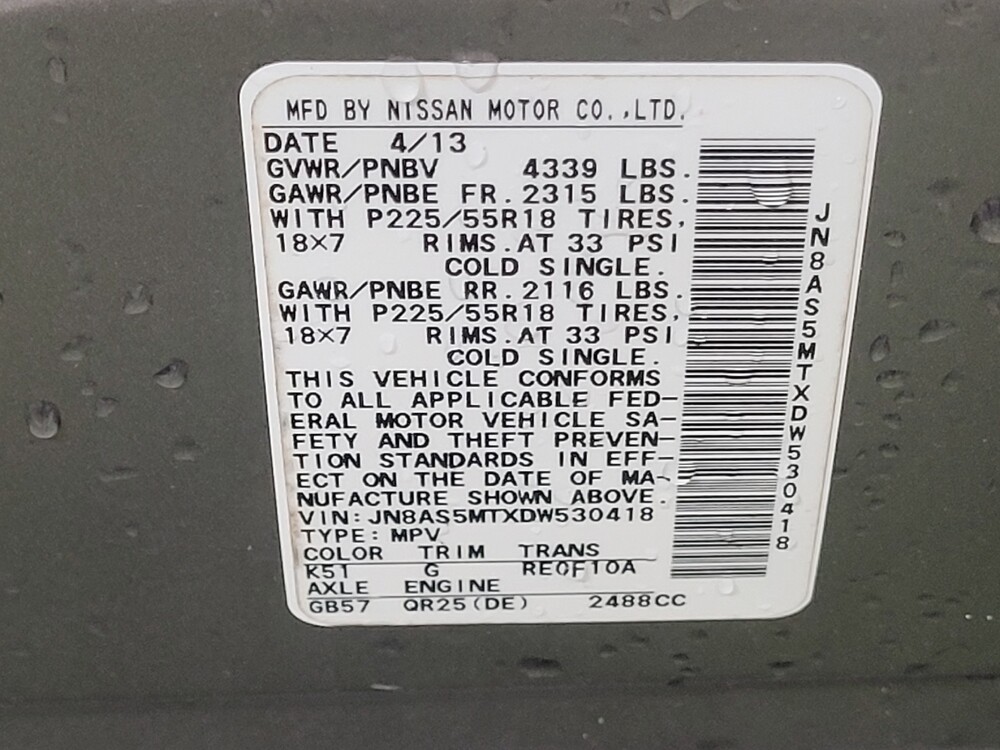 MFD BY NISSAN MOTOR CO.,LTD.
DATE 4/13
GVWR/PNBV 4339 LBS.
GAWR/PNBE FR. 2315 LBS.
WITH P225/55R18 TIRES,
18×7 RIMS.AT 33 PSI
COLD SINGLE.
GAWR/PNBE RR. 2116 LBS.
WITH P225/55R18 TIRES,
18×7 RIMS.AT 33 PSI
COLD SINGLE.
THIS VEHICLE CONFORMS
TO ALL APPLICABLE FED-
ERAL MOTOR VEHICLE SA-
FETY AND THEFT PREVEN-
TION STANDARDS IN EFF-
ECT ON THE DATE OF MA-
NUFACTURE SHOWN ABOVE.
VIN:JN8AS5MTXDW530418
TYPE:MPV
COLOR TRIM TRANS
K51 G RE0F10A
AXLE ENGINE
GB57 QR25(DE) 2488CC
JN8AS5MTXDW530418